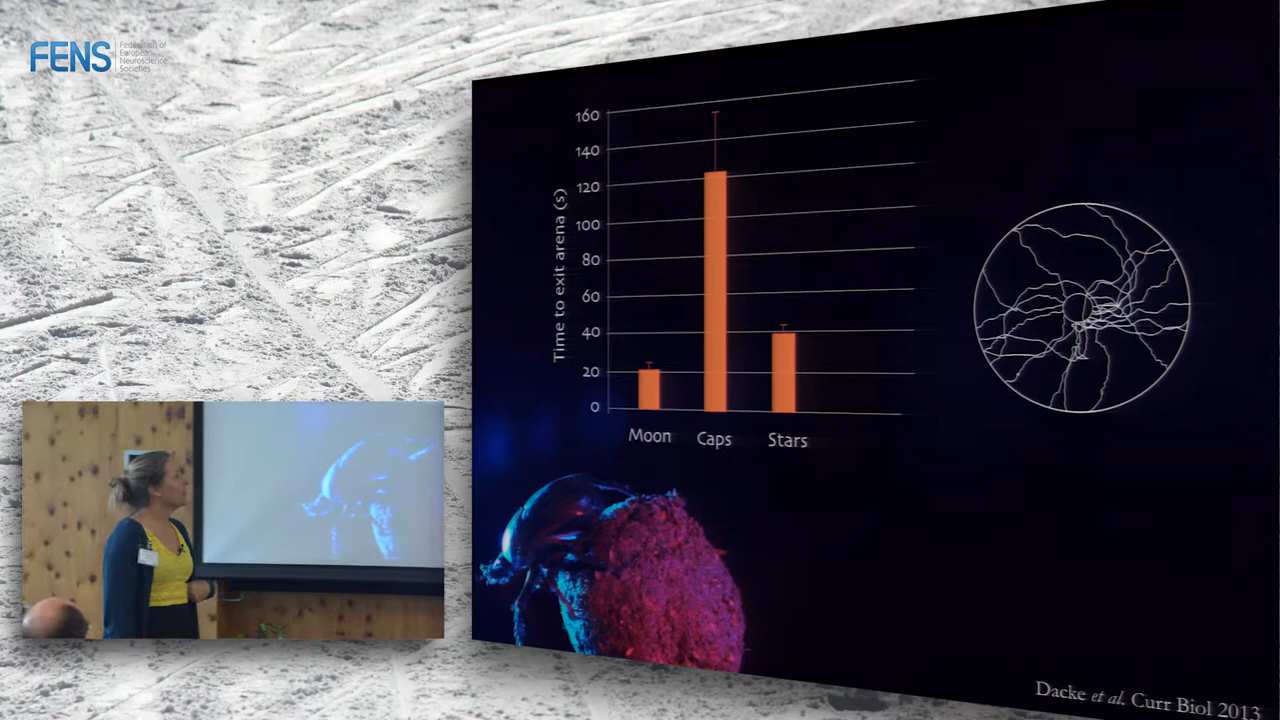 FENS
Federation of
European
Neuroscience
Societies
Time to exit arena (s)
160
140
120
100
80
60
40
20
0
Moon Caps Stars
Dacke et al. Curr Biol 2013